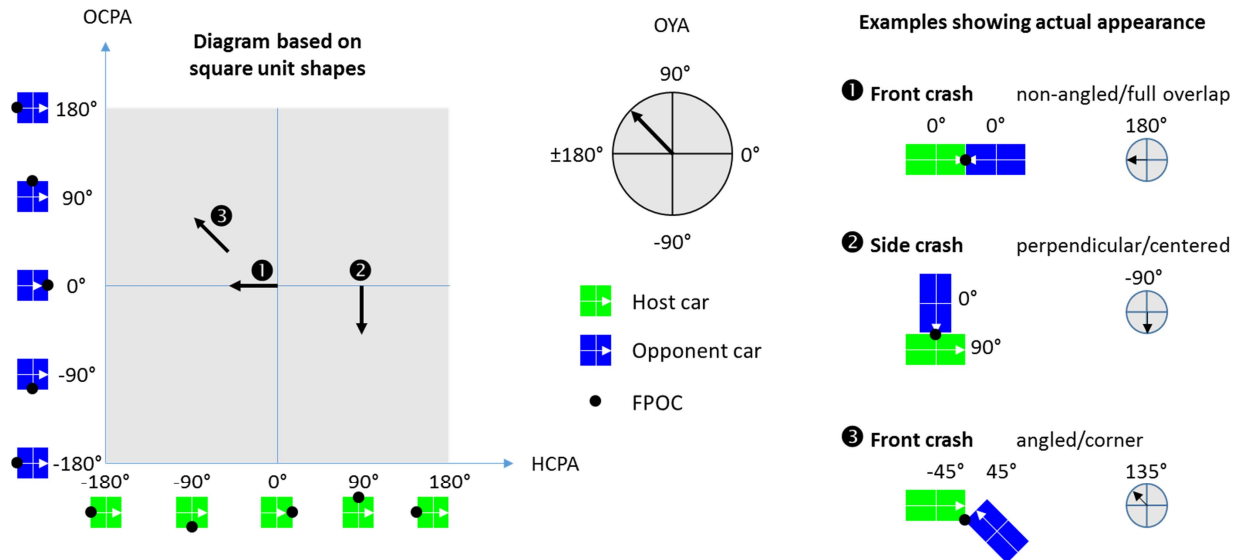 OCPA
Diagram based on
square unit shapes
180°
90°
0°
-90°
-180°
❸
❶
❷
HCPA
-180°
-90°
0°
90°
180°
OYA
90°
±180°
0°
-90°
Host car
Opponent car
FPOC
Examples showing actual appearance
❶ Front crash non-angled/full overlap
0° 0° 180°
❷ Side crash perpendicular/centered
-90°
0°
90°
❸ Front crash angled/corner
-45° 45° 135°